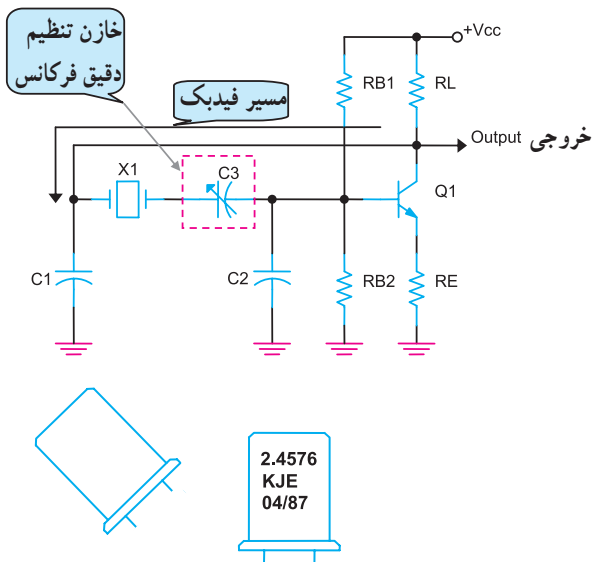 خازن تنظیم
دقیق فرکانس
مسیر فیدبک
+Vcc
RB1
RL
Output خروجی
X1
C3
Q1
C1
C2
RB2
RE
2.4576
KJE
04/87